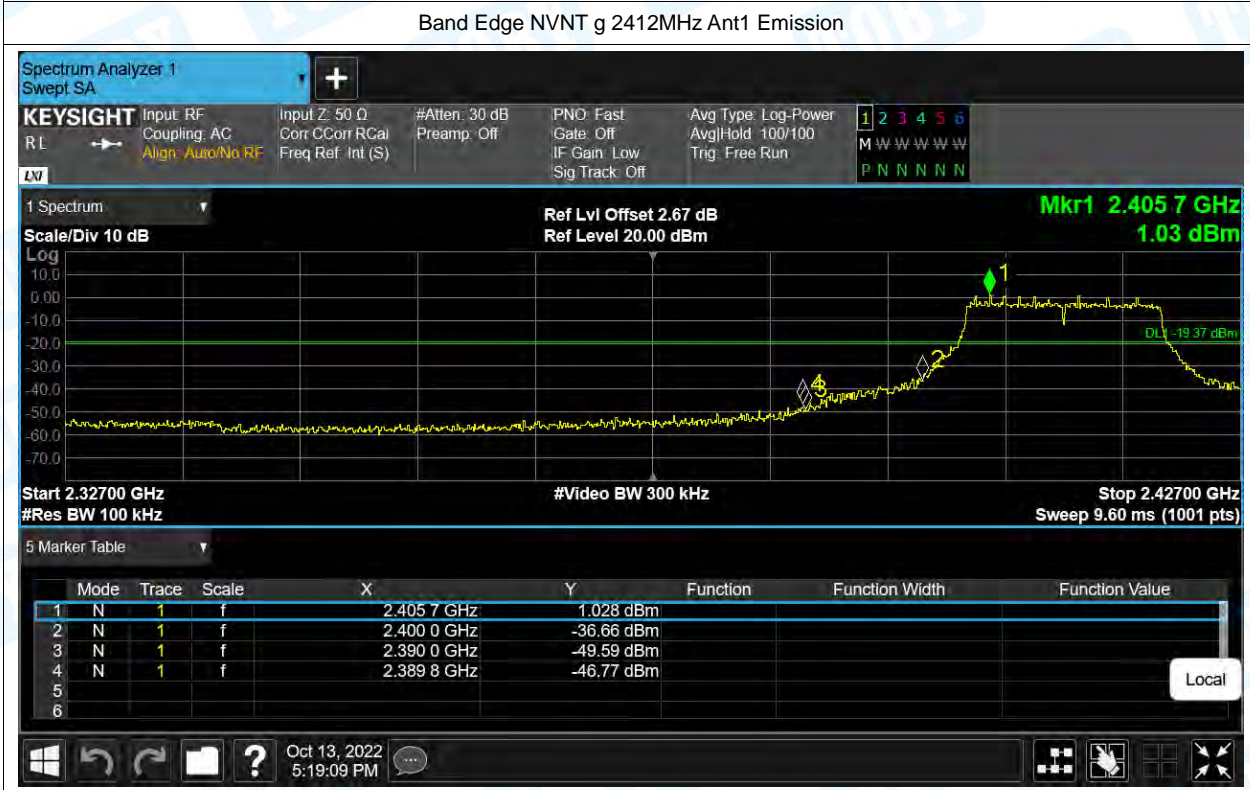 Band Edge NVNT g 2412MHz Ant1 Emission
Spectrum Analyzer 1
Swept SA
+
KEYSIGHT Input: RF Input Z: 50 Ω #Atten: 30 dB PNO: Fast Avg Type: Log-Power 1 2 3 4 5 6
RL Coupling: AC Corr CCorr RCal Preamp: Off Gate: Off Avg|Hold: 100/100 M W W W W W
Align: Auto/No RF Freq Ref: Int (S) IF Gain: Low Trig: Free Run
LXI Sig Track: Off P N N N N N
1 Spectrum Ref Lvl Offset 2.67 dB Mkr1 2.405 7 GHz
Scale/Div 10 dB Ref Level 20.00 dBm 1.03 dBm
Log
10.0
0.00
-10.0
-20.0
-30.0
-40.0
-50.0
-60.0
-70.0
1
DL1 -19.37 dBm
2
4
3
Start 2.32700 GHz #Video BW 300 kHz Stop 2.42700 GHz
#Res BW 100 kHz Sweep 9.60 ms (1001 pts)
5 Marker Table
Mode Trace Scale X Y Function Function Width Function Value
1 N 1 f 2.405 7 GHz 1.028 dBm
2 N 1 f 2.400 0 GHz -36.66 dBm
3 N 1 f 2.390 0 GHz -49.59 dBm
4 N 1 f 2.389 8 GHz -46.77 dBm
5
6
Local
? Oct 13, 2022
5:19:09 PM